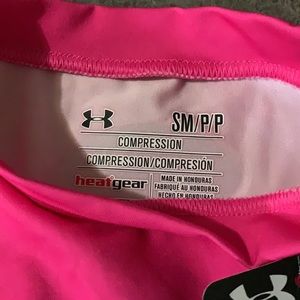 SM/P/P
COMPRESSION
COMPRESSION/COMPRESIÓN
heatgear
MADE IN HONDURAS
FABRIQUÉ AU HONDURAS
HECHO EN HONDURAS